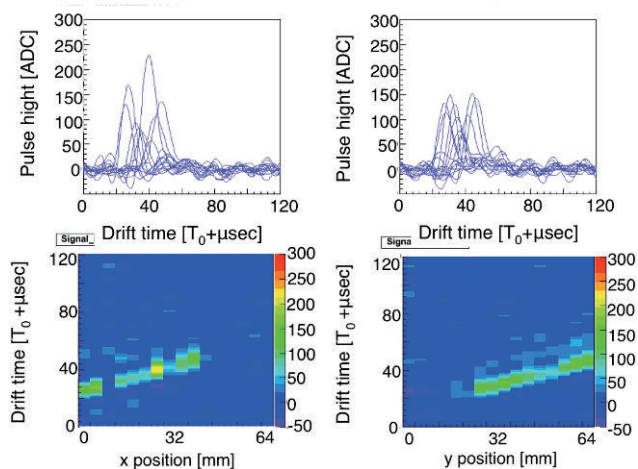 300
250
200
150
100
50
0
Pulse hight [ADC]
0 40 80 120
Drift time [T0+μsec]
300
250
200
150
100
50
0
Pulse hight [ADC]
0 40 80 120
Drift time [T0+μsec]
Signal_
120
80
40
0
Drift time [T0 +μsec]
0 32 64
x position [mm]
300
250
200
150
100
50
0
-50
Signa
120
80
40
0
Drift time [T0 +μsec]
0 32 64
y position [mm]
300
250
200
150
100
50
0
-50